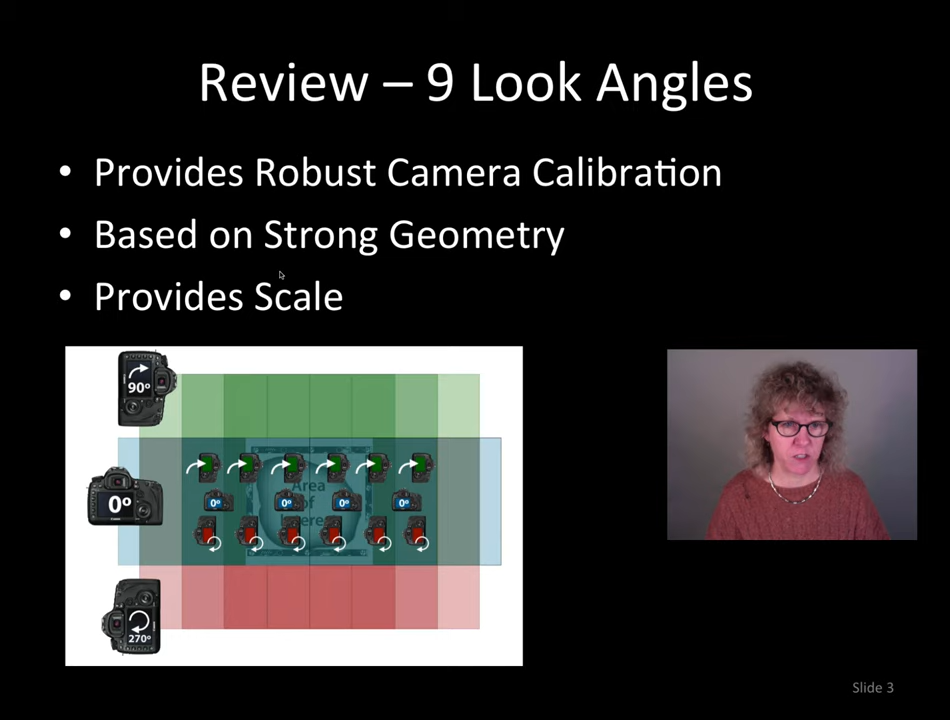 Review – 9 Look Angles
• Provides Robust Camera Calibration
• Based on Strong Geometry
• Provides Scale
90º
0º
Area
of
0º
0º
0º
0º
270º
Slide 3